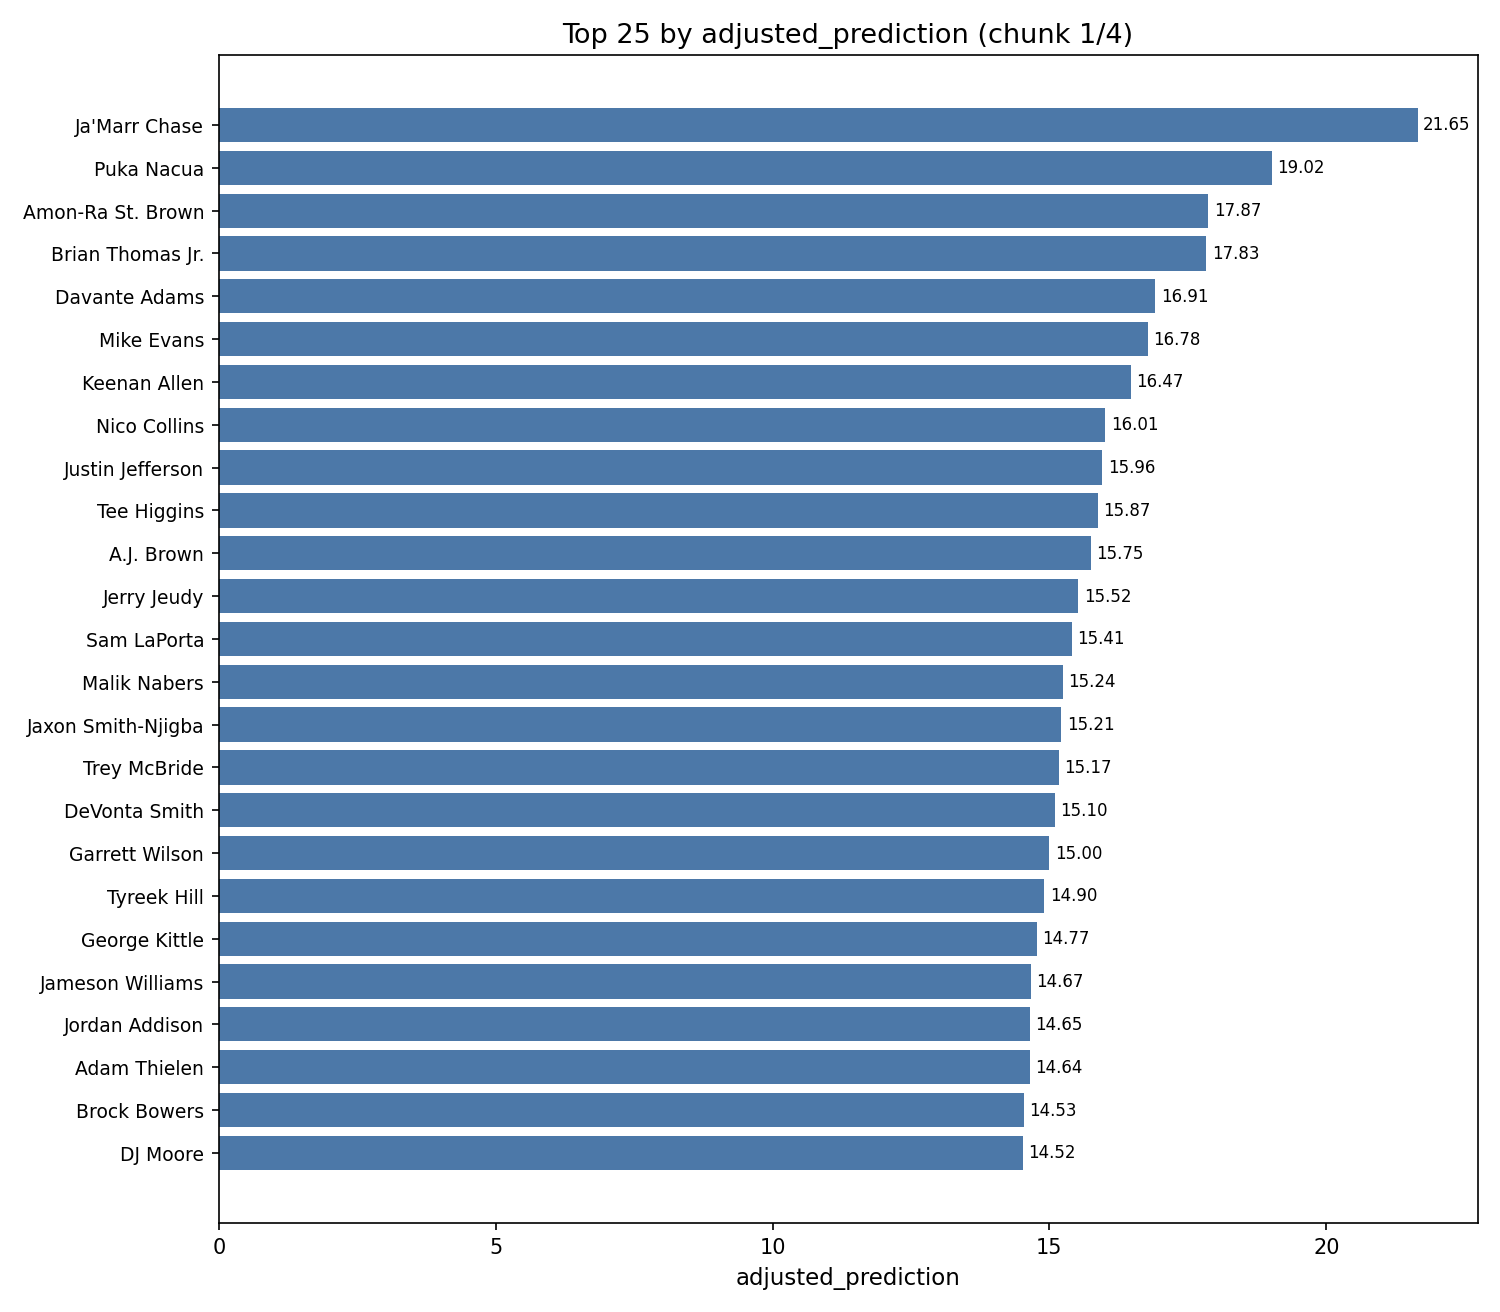 Top 25 by adjusted_prediction (chunk 1/4)
Ja'Marr Chase 21.65
Puka Nacua 19.02
Amon-Ra St. Brown 17.87
Brian Thomas Jr. 17.83
Davante Adams 16.91
Mike Evans 16.78
Keenan Allen 16.47
Nico Collins 16.01
Justin Jefferson 15.96
Tee Higgins 15.87
A.J. Brown 15.75
Jerry Jeudy 15.52
Sam LaPorta 15.41
Malik Nabers 15.24
Jaxon Smith-Njigba 15.21
Trey McBride 15.17
DeVonta Smith 15.10
Garrett Wilson 15.00
Tyreek Hill 14.90
George Kittle 14.77
Jameson Williams 14.67
Jordan Addison 14.65
Adam Thielen 14.64
Brock Bowers 14.53
DJ Moore 14.52
0 5 10 15 20
adjusted_prediction